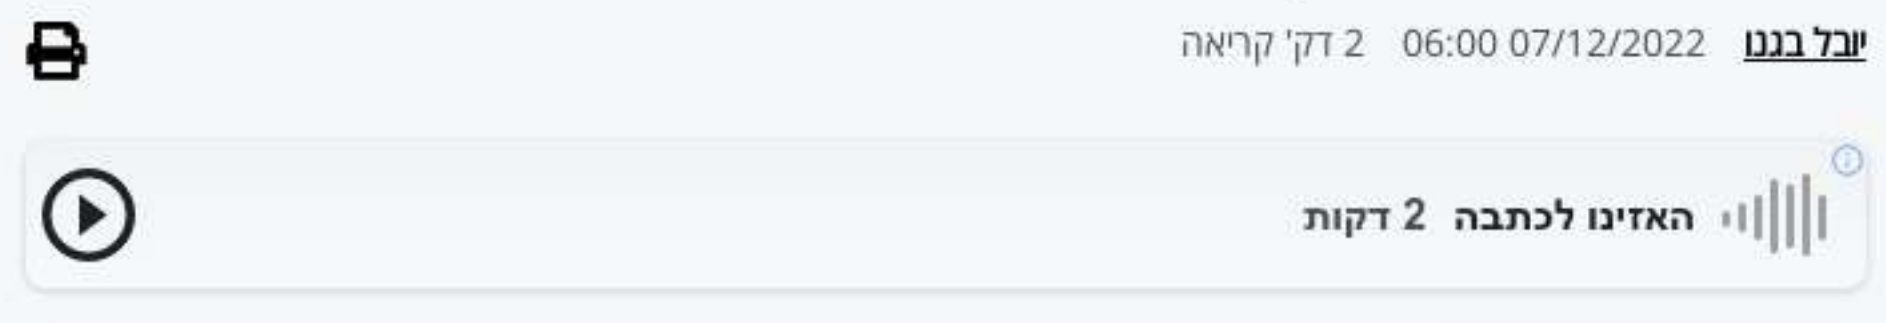 יובל בגנו 07/12/2022 06:00 2 דק' קריאה
האזינו לכתבה 2 דקות